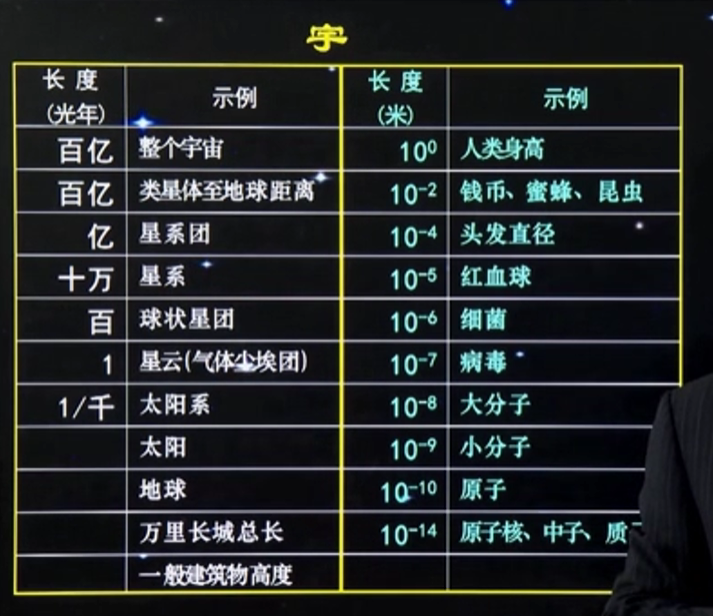 宇
长度 示例 长度 示例
(光年) (米)
百亿 整个宇宙 10⁰ 人类身高
百亿 类星体至地球距离 10⁻² 钱币、蜜蜂、昆虫
亿 星系团 10⁻⁴ 头发直径
十万 星系 10⁻⁵ 红血球
百 球状星团 10⁻⁶ 细菌
1 星云(气体尘埃团) 10⁻⁷ 病毒
1/千 太阳系 10⁻⁸ 大分子
太阳 10⁻⁹ 小分子
地球 10⁻¹⁰ 原子
万里长城总长 10⁻¹⁴ 原子核、中子、质
一般建筑物高度